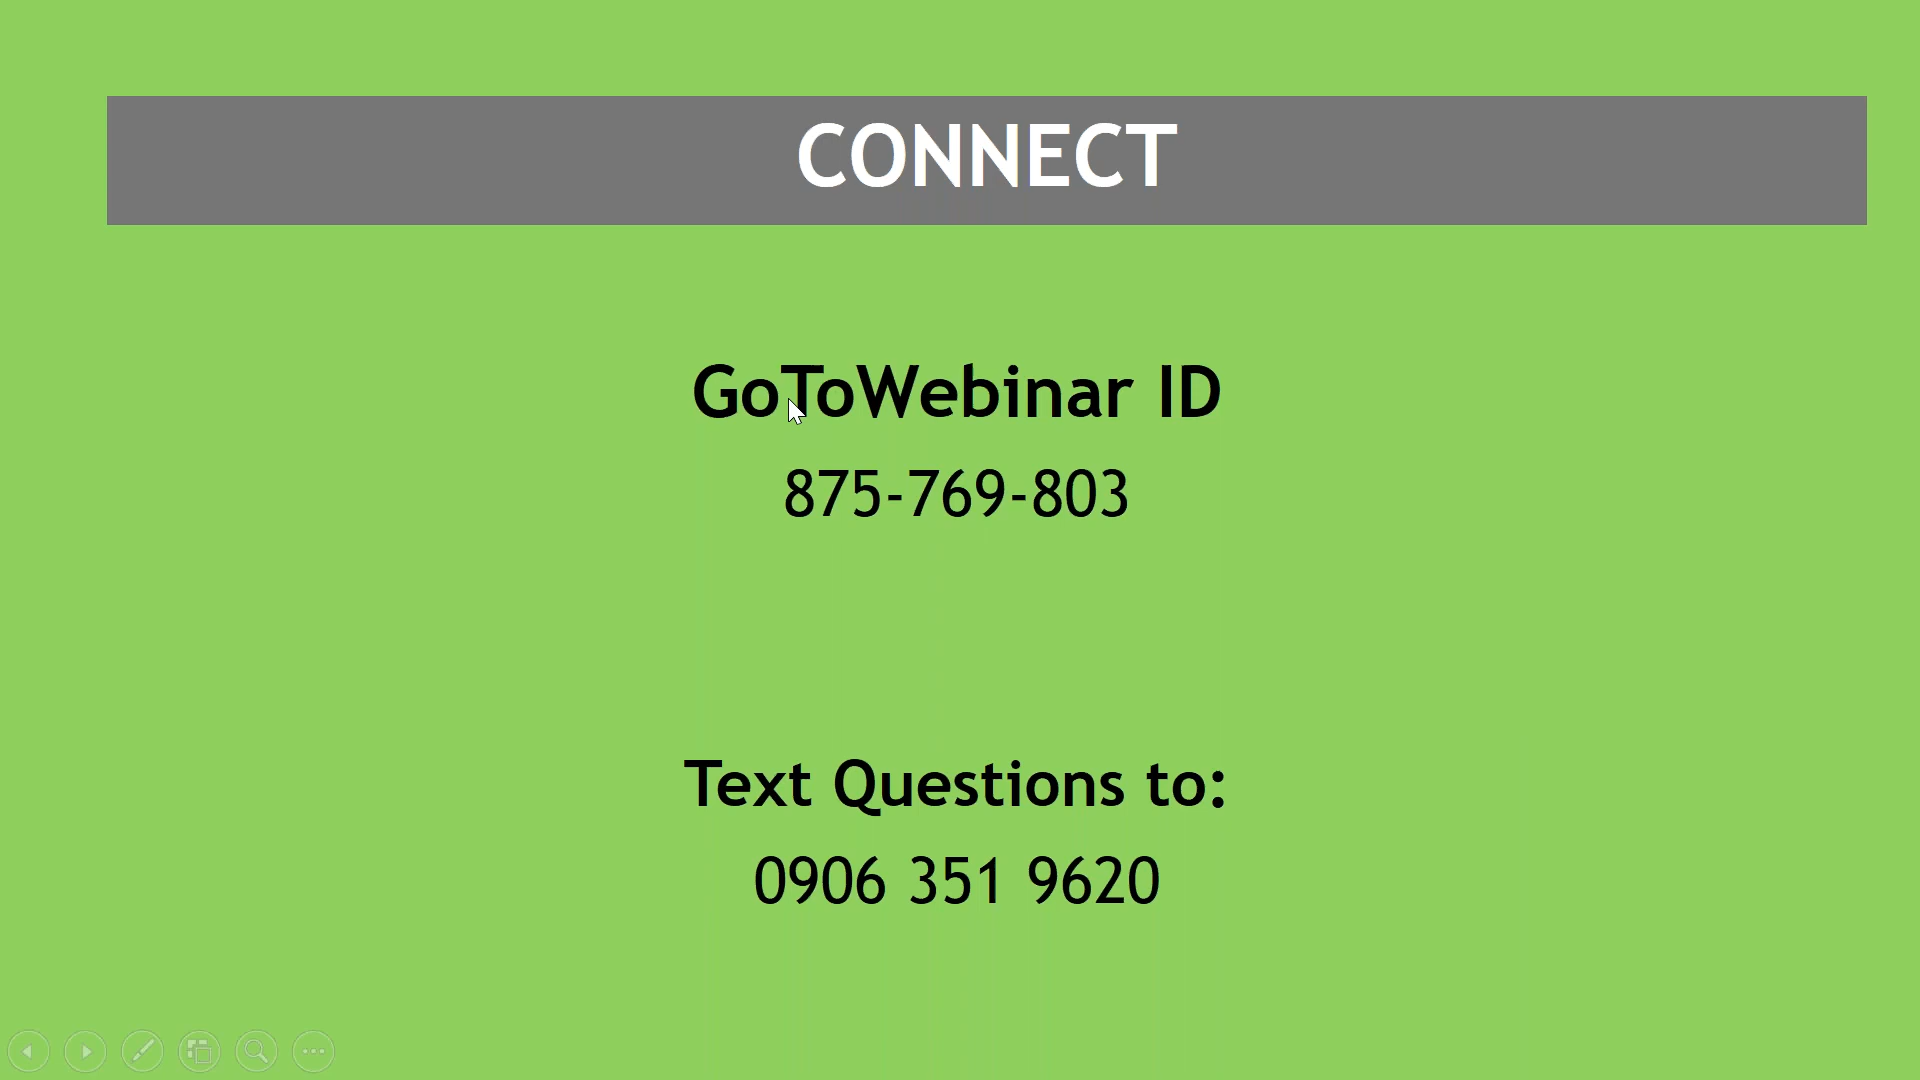 CONNECT
GoToWebinar ID
875-769-803
Text Questions to:
0906 351 9620